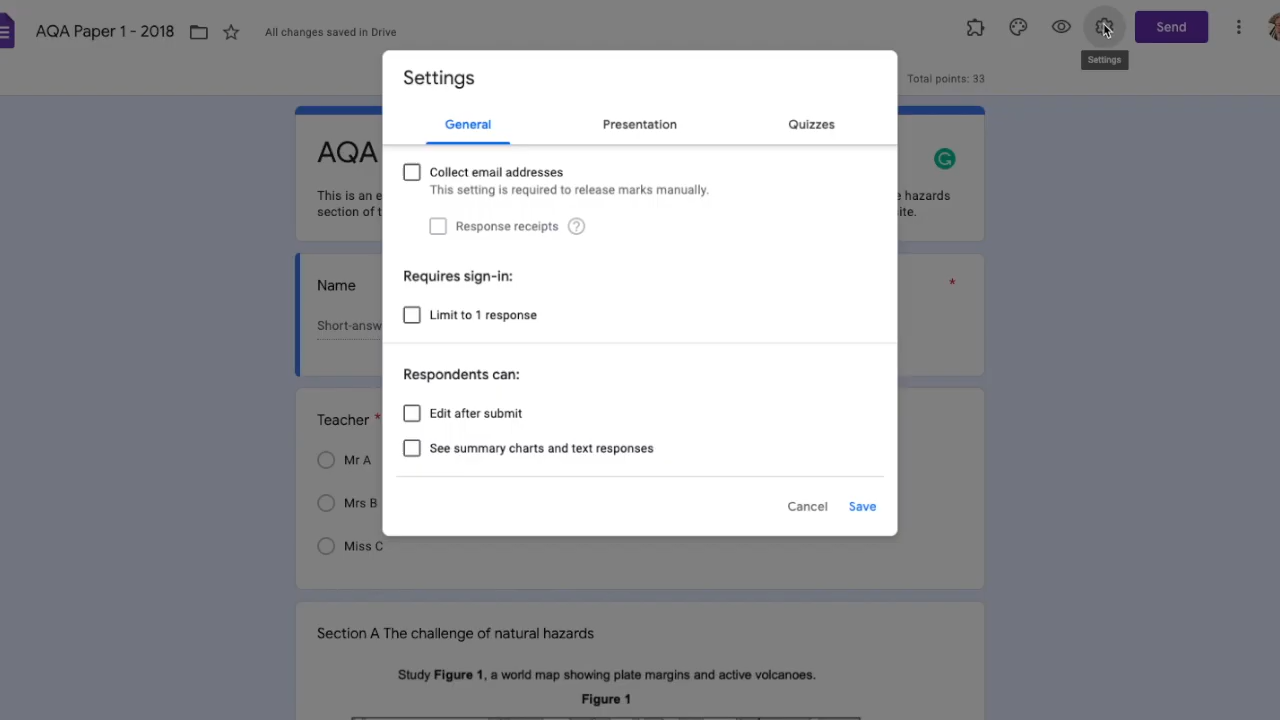 AQA Paper 1 - 2018
All changes saved in Drive
Send
Settings
Total points: 33
Settings
General
Presentation
Quizzes
AQA
Collect email addresses
This setting is required to release marks manually.
This is an e
e hazards
section of t
ite.
Response receipts
Requires sign-in:
Name
*
Limit to 1 response
Short-answ
Respondents can:
Edit after submit
Teacher *
See summary charts and text responses
Mr A
Mrs B
Cancel
Save
Miss C
Section A The challenge of natural hazards
Study Figure 1, a world map showing plate margins and active volcanoes.
Figure 1